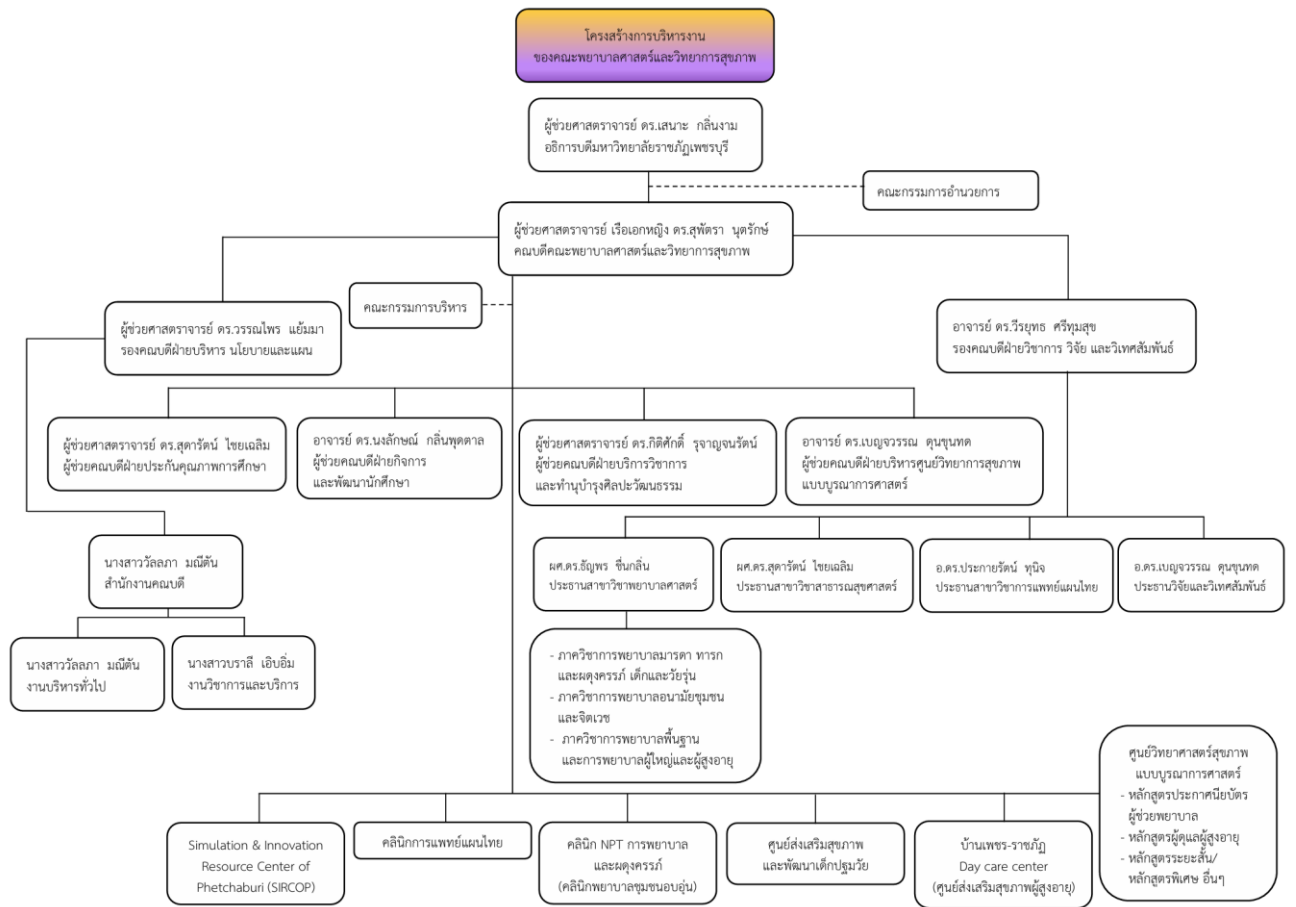 โครงสร้างการบริหารงาน
ของคณะพยาบาลศาสตร์และวิทยาการสุขภาพ
ผู้ช่วยศาสตราจารย์ ดร.เสนาะ กลิ่นงาม
อธิการบดีมหาวิทยาลัยราชภัฏเพชรบุรี
คณะกรรมการอำนวยการ
ผู้ช่วยศาสตราจารย์ เรือเอกหญิง ดร.สุพัตรา นุตรักษ์
คณบดีคณะพยาบาลศาสตร์และวิทยาการสุขภาพ
คณะกรรมการบริหาร
ผู้ช่วยศาสตราจารย์ ดร.วรรณไพร แย้มมา
รองคณบดีฝ่ายบริหาร นโยบายและแผน
อาจารย์ ดร.วีรยุทธ ศรีทุมสุข
รองคณบดีฝ่ายวิชาการ วิจัย และวิเทศสัมพันธ์
ผู้ช่วยศาสตราจารย์ ดร.สุดารัตน์ ไชยเฉลิม
ผู้ช่วยคณบดีฝ่ายประกันคุณภาพการศึกษา
อาจารย์ ดร.นงลักษณ์ กลิ่นพุดตาล
ผู้ช่วยคณบดีฝ่ายกิจการ
และพัฒนานักศึกษา
ผู้ช่วยศาสตราจารย์ ดร.กิติศักดิ์ รุจาญจนรัตน์
ผู้ช่วยคณบดีฝ่ายบริการวิชาการ
และทำนุบำรุงศิลปะวัฒนธรรม
อาจารย์ ดร.เบญจวรรณ ดุนขุนทด
ผู้ช่วยคณบดีฝ่ายบริหารศูนย์วิทยาการสุขภาพ
แบบบูรณาการศาสตร์
นางสาววัลลภา มณีตัน
สำนักงานคณบดี
ผศ.ดร.ธัญพร ชื่นกลิ่น
ประธานสาขาวิชาพยาบาลศาสตร์
ผศ.ดร.สุดารัตน์ ไชยเฉลิม
ประธานสาขาวิชาสาธารณสุขศาสตร์
อ.ดร.ประกายรัตน์ ทุนิจ
ประธานสาขาวิชาการแพทย์แผนไทย
อ.ดร.เบญจวรรณ ดุนขุนทด
ประธานวิจัยและวิเทศสัมพันธ์
นางสาววัลลภา มณีตัน
งานบริหารทั่วไป
นางสาวบราลี เอิบอิ่ม
งานวิชาการและบริการ
- ภาควิชาการพยาบาลมารดา ทารก
และผดุงครรภ์ เด็กและวัยรุ่น
- ภาควิชาการพยาบาลอนามัยชุมชน
และจิตเวช
- ภาควิชาการพยาบาลพื้นฐาน
และการพยาบาลผู้ใหญ่และผู้สูงอายุ
Simulation & Innovation
Resource Center of
Phetchaburi (SIRCOP)
คลินิกการแพทย์แผนไทย
คลินิก NPT การพยาบาล
และผดุงครรภ์
(คลินิกพยาบาลชุมชนอบอุ่น)
ศูนย์ส่งเสริมสุขภาพ
และพัฒนาเด็กปฐมวัย
บ้านเพชร-ราชภัฏ
Day care center
(ศูนย์ส่งเสริมสุขภาพผู้สูงอายุ)
ศูนย์วิทยาศาสตร์สุขภาพ
แบบบูรณาการศาสตร์
- หลักสูตรประกาศนียบัตร
ผู้ช่วยพยาบาล
- หลักสูตรผู้ดูแลผู้สูงอายุ
- หลักสูตรระยะสั้น/
หลักสูตรพิเศษ อื่นๆ